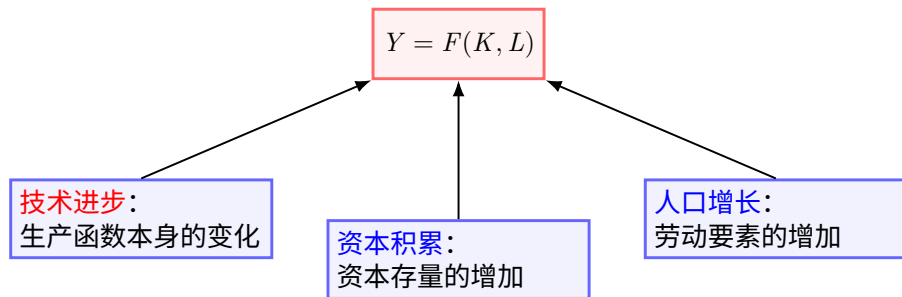 Y = F(K, L)
技术进步：
生产函数本身的变化
资本积累：
资本存量的增加
人口增长：
劳动要素的增加